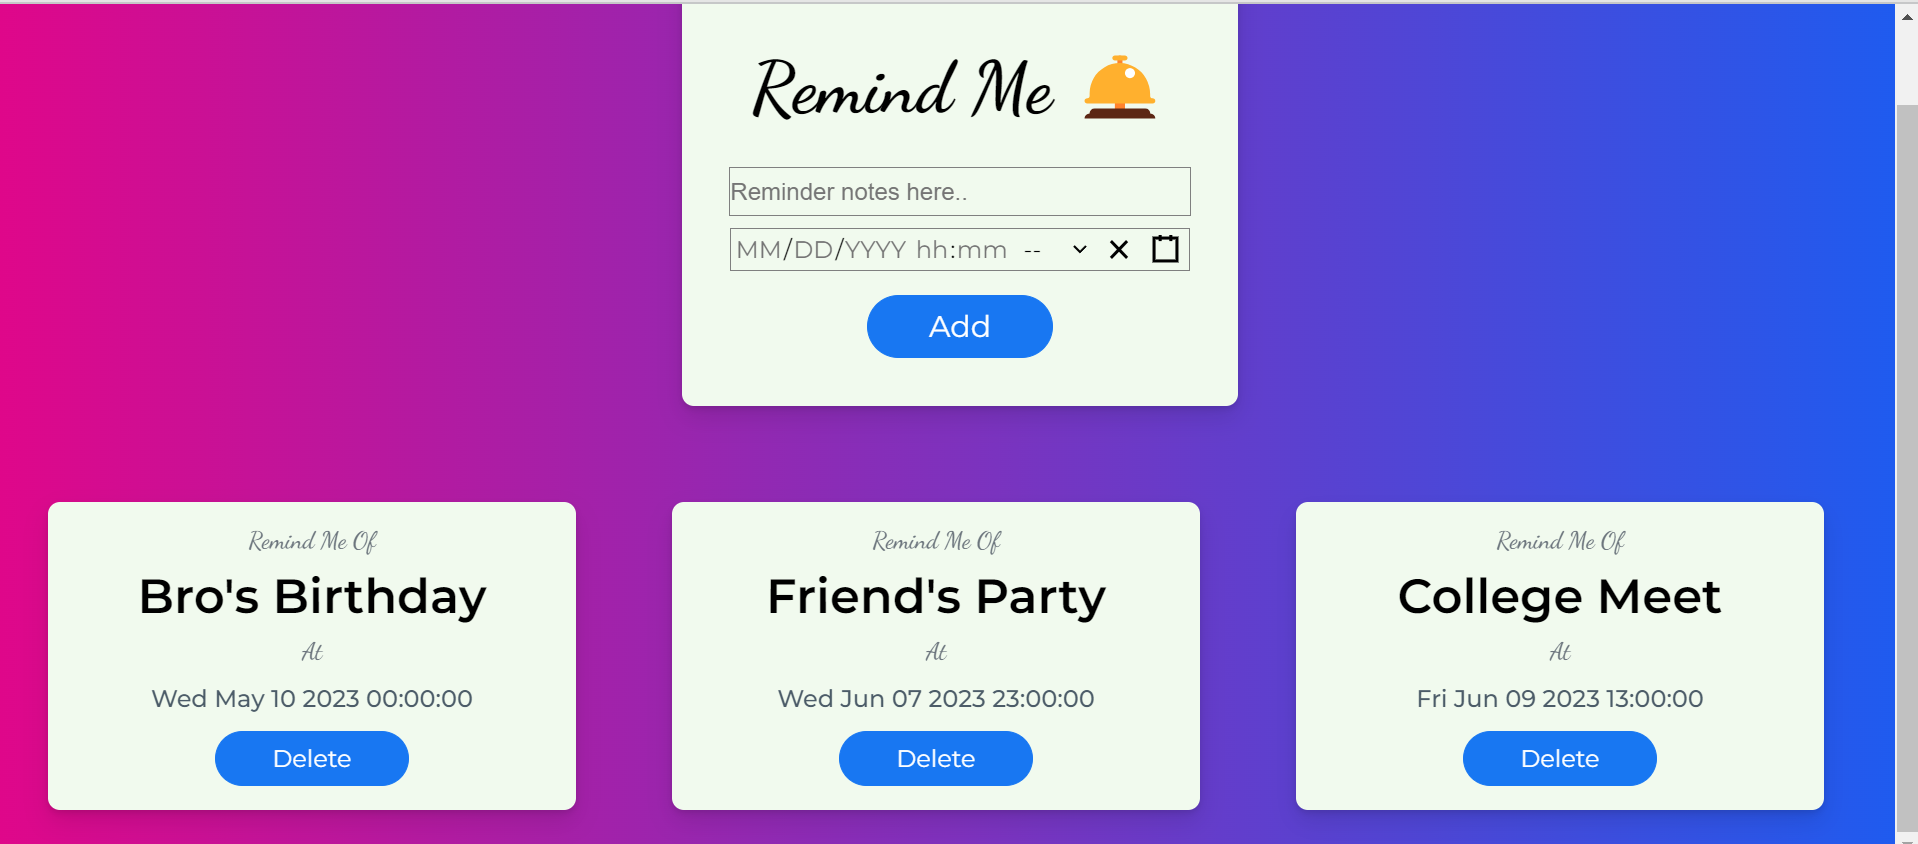 Remind Me
Reminder notes here..
MM/DD/YYYY hh:mm --
Add
Remind Me Of
Bro's Birthday
At
Wed May 10 2023 00:00:00
Delete
Remind Me Of
Friend's Party
At
Wed Jun 07 2023 23:00:00
Delete
Remind Me Of
College Meet
At
Fri Jun 09 2023 13:00:00
Delete